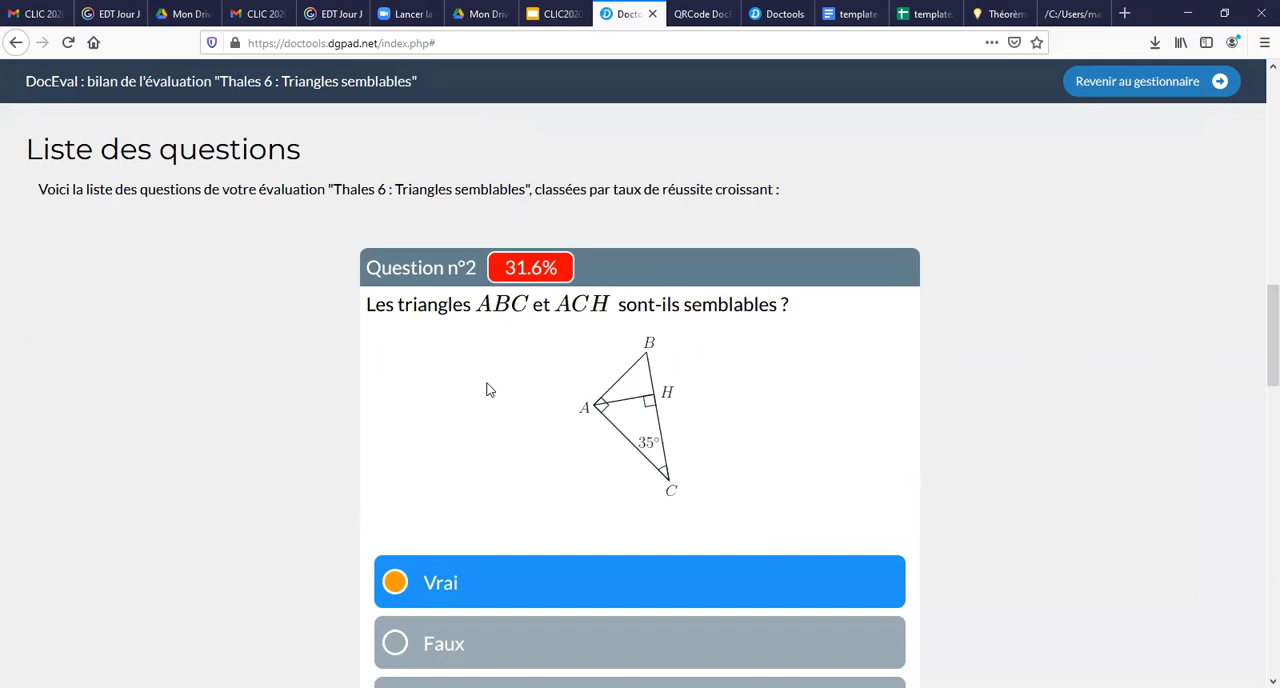 CLIC 202
EDT Jour J
Mon Driv
CLIC 202
EDT Jour J
Lancer la
Mon Driv
CLIC202
Docto
QRCode Doc
Doctools
template.
template.
Théorèm
/C:/Users/ma
https://doctools.dgpad.net/index.php#
DocEval : bilan de l'évaluation "Thales 6 : Triangles semblables"
Revenir au gestionnaire
Liste des questions
Voici la liste des questions de votre évaluation "Thales 6 : Triangles semblables", classées par taux de réussite croissant :
Question n°2 31.6%
Les triangles ABC et ACH sont-ils semblables ?
B
H
A
35°
C
Vrai
Faux